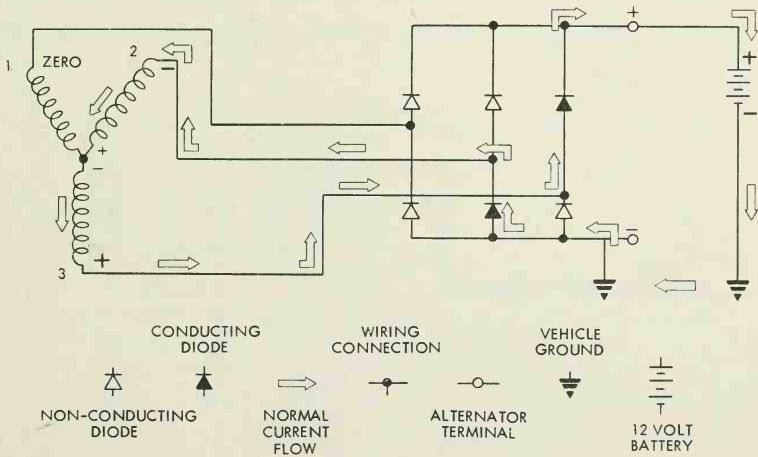 +
+
1
ZERO
2
−
−
+
−
−
+
3
CONDUCTING
DIODE
WIRING
CONNECTION
VEHICLE
GROUND
NON-CONDUCTING
DIODE
NORMAL
CURRENT
FLOW
ALTERNATOR
TERMINAL
12 VOLT
BATTERY